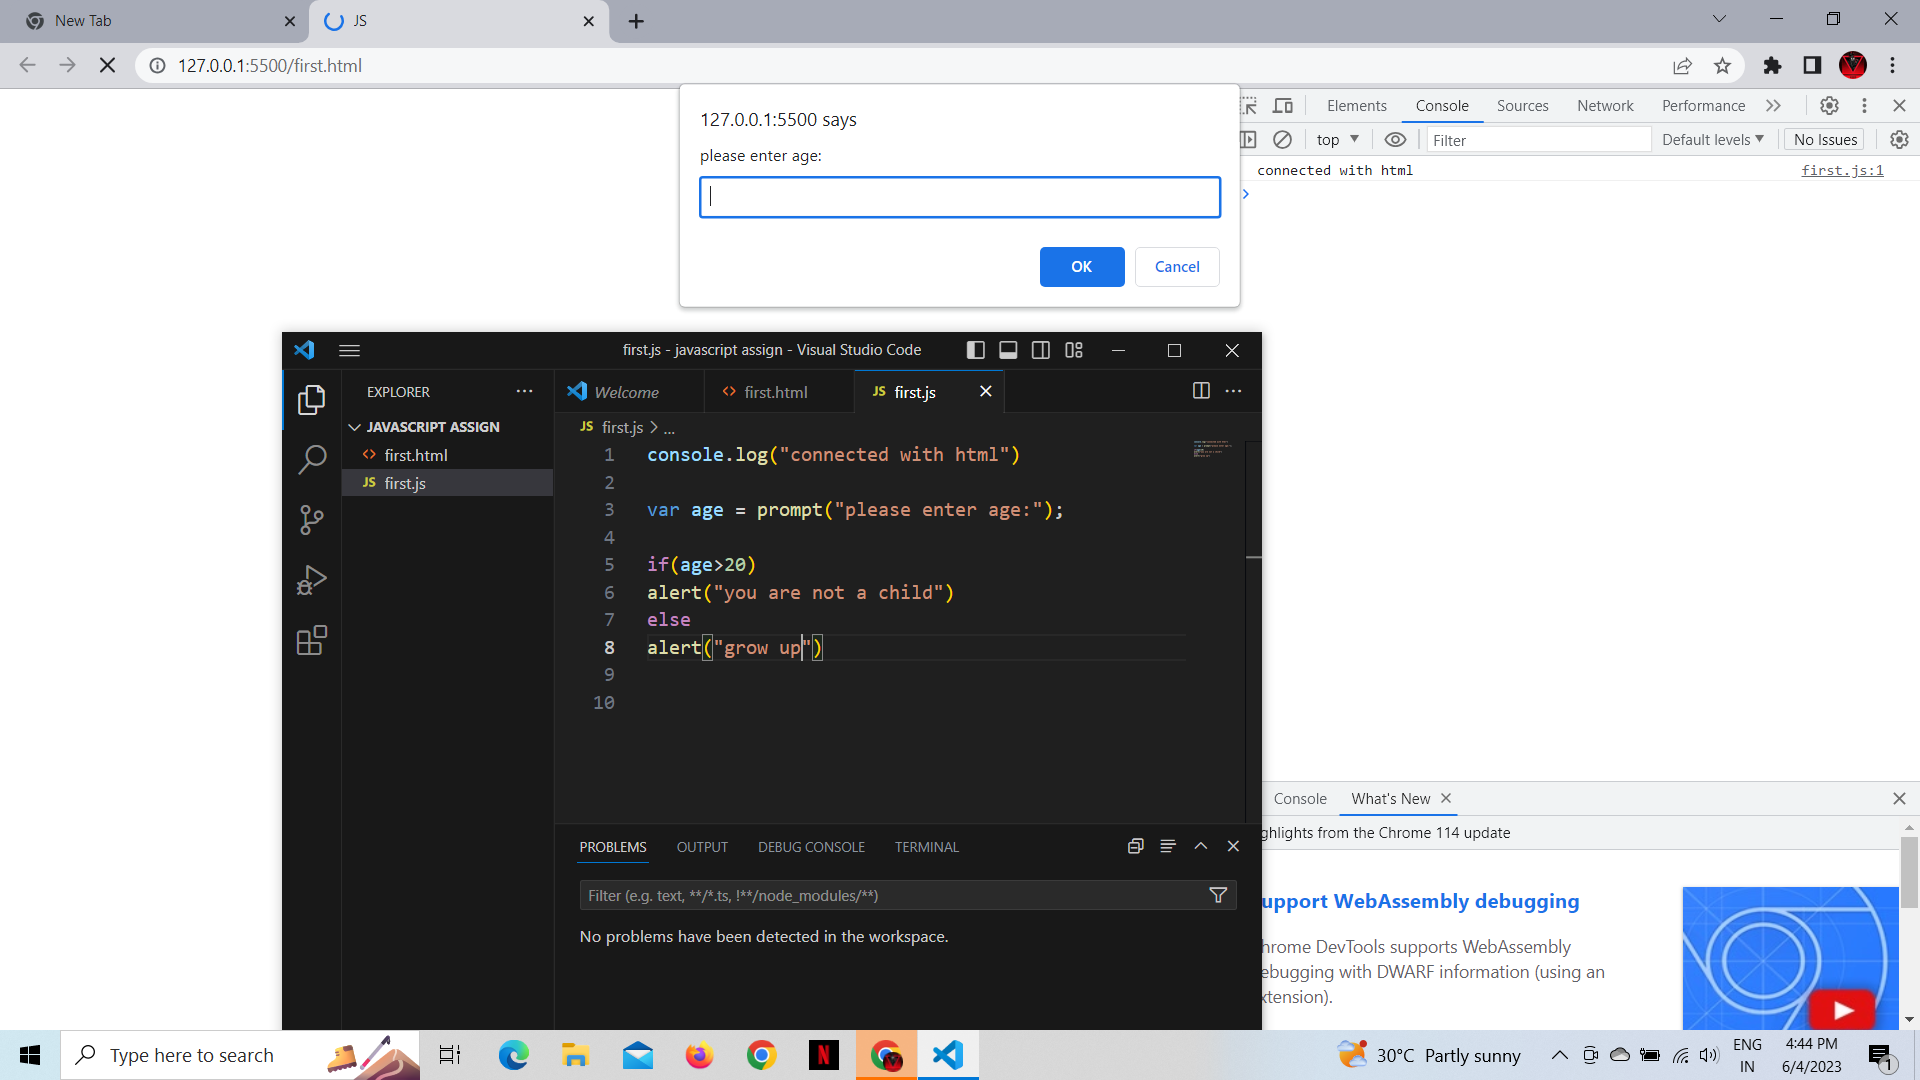 New Tab
JS
127.0.0.1:5500/first.html
127.0.0.1:5500 says
please enter age:
OK
Cancel
Elements
Console
Sources
Network
Performance
top
Filter
Default levels
No Issues
connected with html
first.js:1
first.js - javascript assign - Visual Studio Code
EXPLORER
JAVASCRIPT ASSIGN
first.html
JS first.js
Welcome
first.html
JS first.js
JS first.js > ...
1 console.log("connected with html")
2
3 var age = prompt("please enter age:");
4
5 if(age>20)
6 alert("you are not a child")
7 else
8 alert("grow up")
9
10
PROBLEMS
OUTPUT
DEBUG CONSOLE
TERMINAL
Filter (e.g. text, **/*.ts, !**/node_modules/**)
No problems have been detected in the workspace.
Console
What's New
ghlights from the Chrome 114 update
upport WebAssembly debugging
hrome DevTools supports WebAssembly
ebugging with DWARF information (using an
xtension).
Type here to search
N
30°C Partly sunny
ENG
IN
4:44 PM
6/4/2023
1